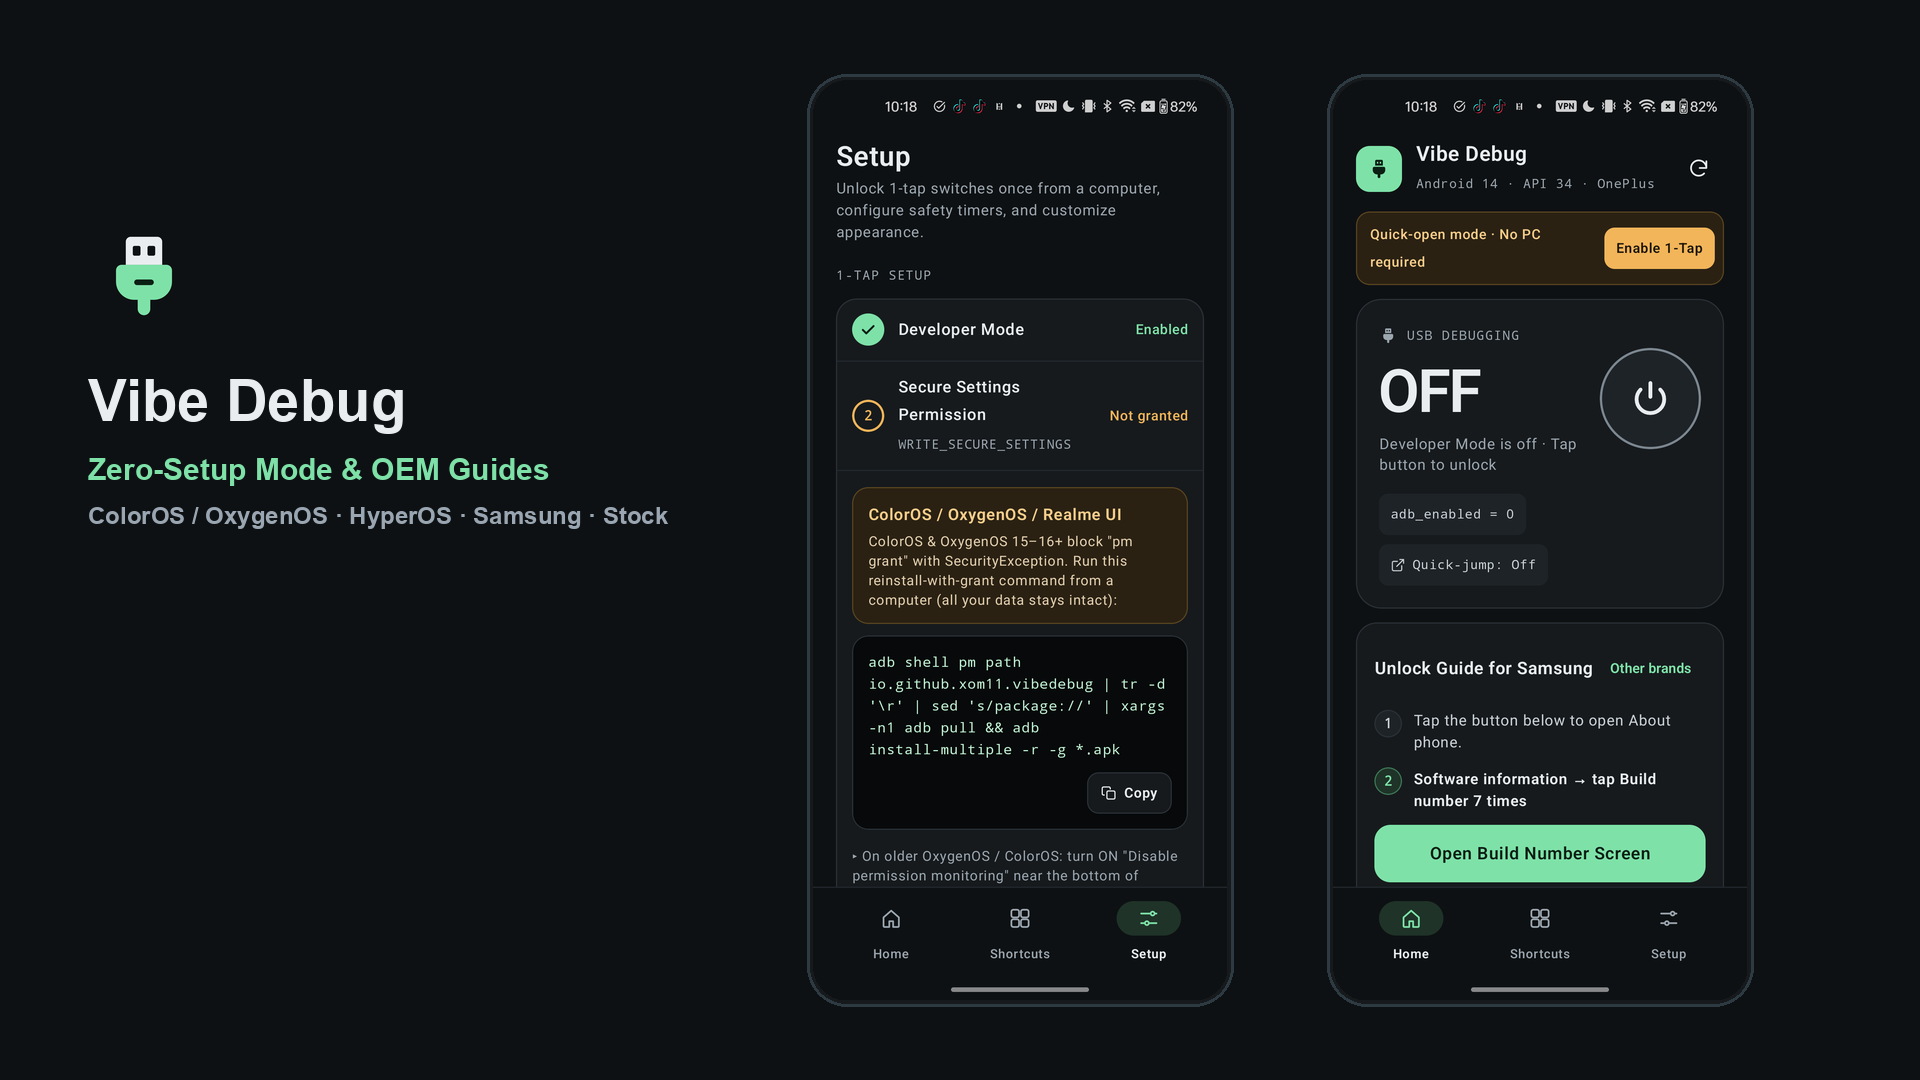 Vibe Debug
Zero-Setup Mode & OEM Guides
ColorOS / OxygenOS · HyperOS · Samsung · Stock
10:18
VPN
82%
Setup
Unlock 1-tap switches once from a computer,
configure safety timers, and customize
appearance.
1-TAP SETUP
Developer Mode
Enabled
2
Secure Settings
Permission
Not granted
WRITE_SECURE_SETTINGS
ColorOS / OxygenOS / Realme UI
ColorOS & OxygenOS 15–16+ block "pm
grant" with SecurityException. Run this
reinstall-with-grant command from a
computer (all your data stays intact):
adb shell pm path
io.github.xom11.vibedebug | tr -d
'\r' | sed 's/package://' | xargs
-n1 adb pull && adb
install-multiple -r -g *.apk
Copy
‣ On older OxygenOS / ColorOS: turn ON "Disable
permission monitoring" near the bottom of
Home
Shortcuts
Setup
10:18
VPN
82%
Vibe Debug
Android 14 · API 34 · OnePlus
Quick-open mode · No PC
required
Enable 1-Tap
USB DEBUGGING
OFF
Developer Mode is off · Tap
button to unlock
adb_enabled = 0
Quick-jump: Off
Unlock Guide for Samsung
Other brands
1
Tap the button below to open About
phone.
2
Software information → tap Build
number 7 times
Open Build Number Screen
Home
Shortcuts
Setup